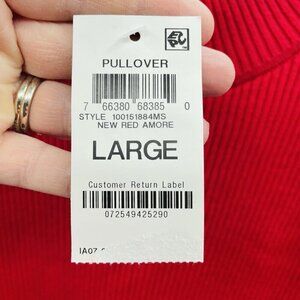 PULLOVER
7 66380 68385 0
STYLE 100151884MS
NEW RED AMORE
LARGE
Customer Return Label
072549425290